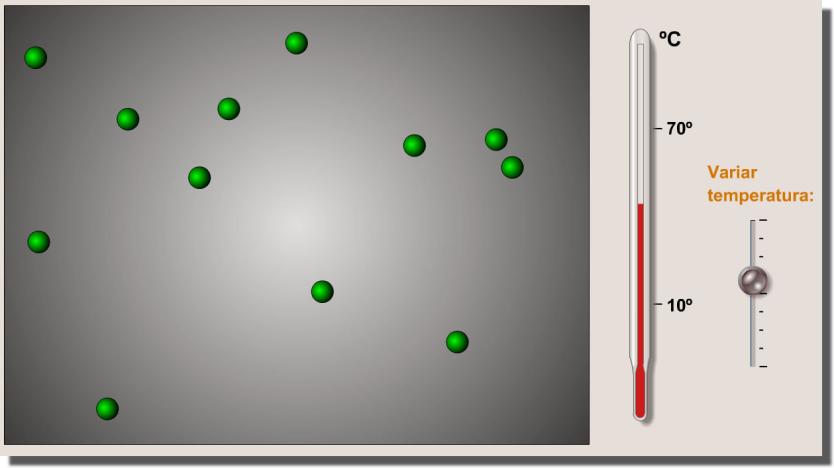 ºC
70º
Variar
temperatura:
10º